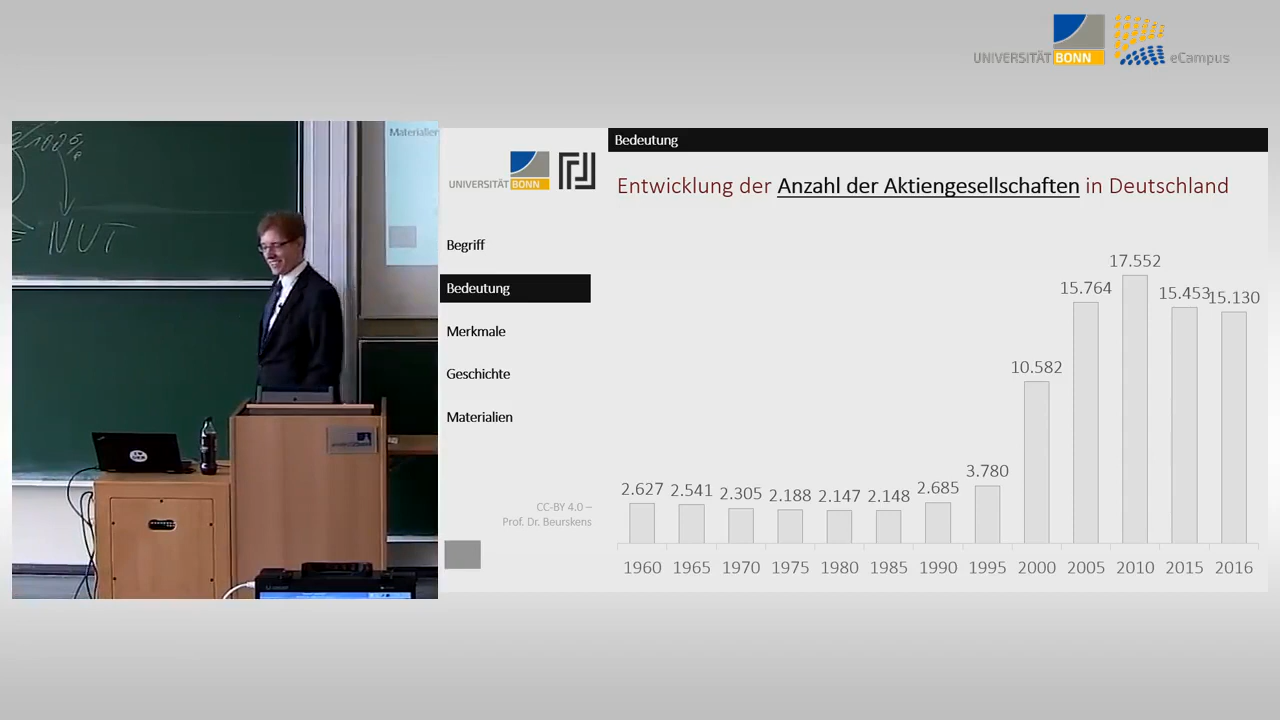 UNIVERSITÄT BONN
eCampus
100%
NUT
Materialien
UNIVERSITÄT BONN
Begriff
Bedeutung
Merkmale
Geschichte
Materialien
CC-BY 4.0 –
Prof. Dr. Beurskens
Bedeutung
Entwicklung der Anzahl der Aktiengesellschaften in Deutschland
2.627 2.541 2.305 2.188 2.147 2.148 2.685 3.780 10.582 15.764 17.552 15.453 15.130
1960 1965 1970 1975 1980 1985 1990 1995 2000 2005 2010 2015 2016